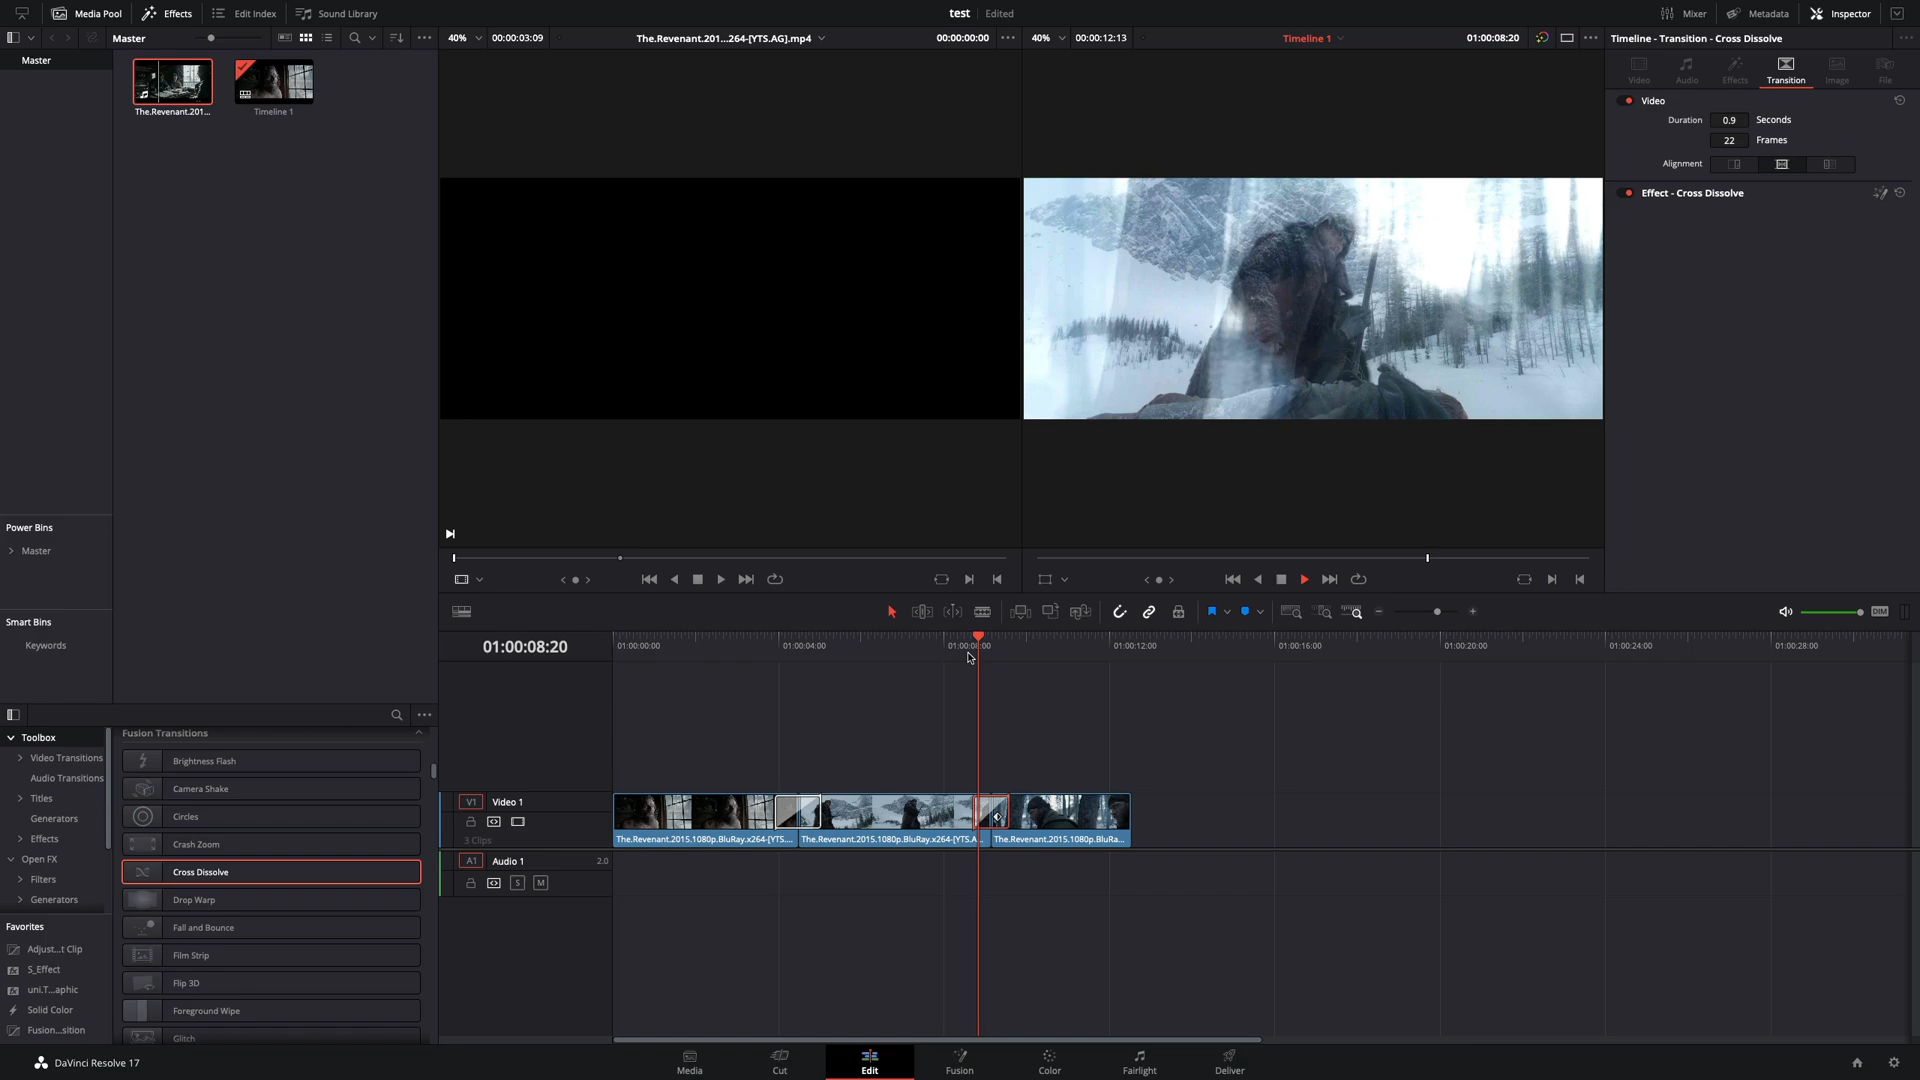 Media Pool Effects Edit Index Sound Library test Edited Mixer Metadata Inspector
Master 40% 00:00:03:09 The.Revenant.201...264-[YTS.AG].mp4 00:00:00:00 40% 00:00:12:13 Timeline 1 01:00:08:20 Timeline - Transition - Cross Dissolve
Master
The.Revenant.201...
Timeline 1
Video Audio Effects Transition Image File
Video
Duration 0.9 Seconds
22 Frames
Alignment
Effect - Cross Dissolve
Power Bins
Master
Smart Bins
Keywords
DIM
01:00:08:20
01:00:00:00 01:00:04:00 01:00:08:00 01:00:12:00 01:00:16:00 01:00:20:00 01:00:24:00 01:00:28:00
Toolbox
Video Transitions
Audio Transitions
Titles
Generators
Effects
Open FX
Filters
Generators
Favorites
Adjust...t Clip
S_Effect
uni.T...aphic
Solid Color
Fusion...sition
Fusion Transitions
Brightness Flash
Camera Shake
Circles
Crash Zoom
Cross Dissolve
Drop Warp
Fall and Bounce
Film Strip
Flip 3D
Foreground Wipe
Glitch
V1 Video 1
3 Clips
The.Revenant.2015.1080p.BluRay.x264-[YTS.... The.Revenant.2015.1080p.BluRay.x264-[YTS.A... The.Revenant.2015.1080p.BluRa...
A1 Audio 1 2.0
S M
DaVinci Resolve 17
Media Cut Edit Fusion Color Fairlight Deliver